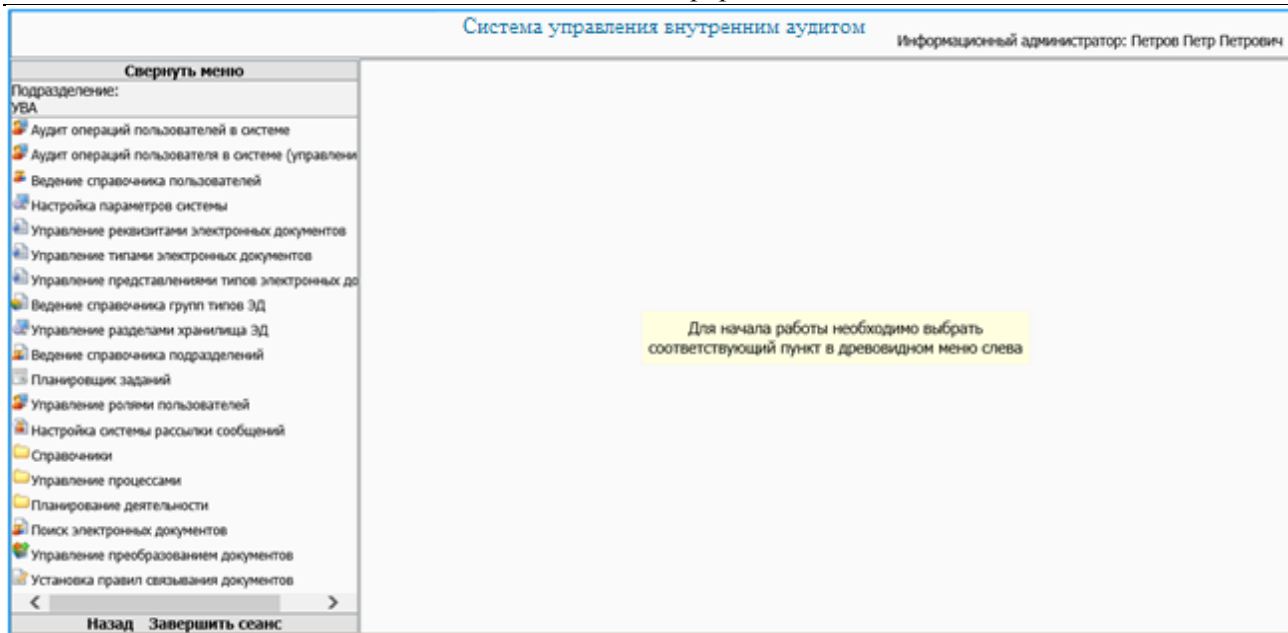 Система управления внутренним аудитом
Информационный администратор: Петров Петр Петрович
Свернуть меню
Подразделение:
УВА
Аудит операций пользователей в системе
Аудит операций пользователя в системе (управлени
Ведение справочника пользователей
Настройка параметров системы
Управление реквизитами электронных документов
Управление типами электронных документов
Управление представлениями типов электронных до
Ведение справочника групп типов ЭД
Управление разделами хранилища ЭД
Ведение справочника подразделений
Планировщик заданий
Управление ролями пользователей
Настройка системы рассылки сообщений
Справочники
Управление процессами
Планирование деятельности
Поиск электронных документов
Управление преобразованием документов
Установка правил связывания документов
Назад Завершить сеанс
Для начала работы необходимо выбрать
соответствующий пункт в древовидном меню слева